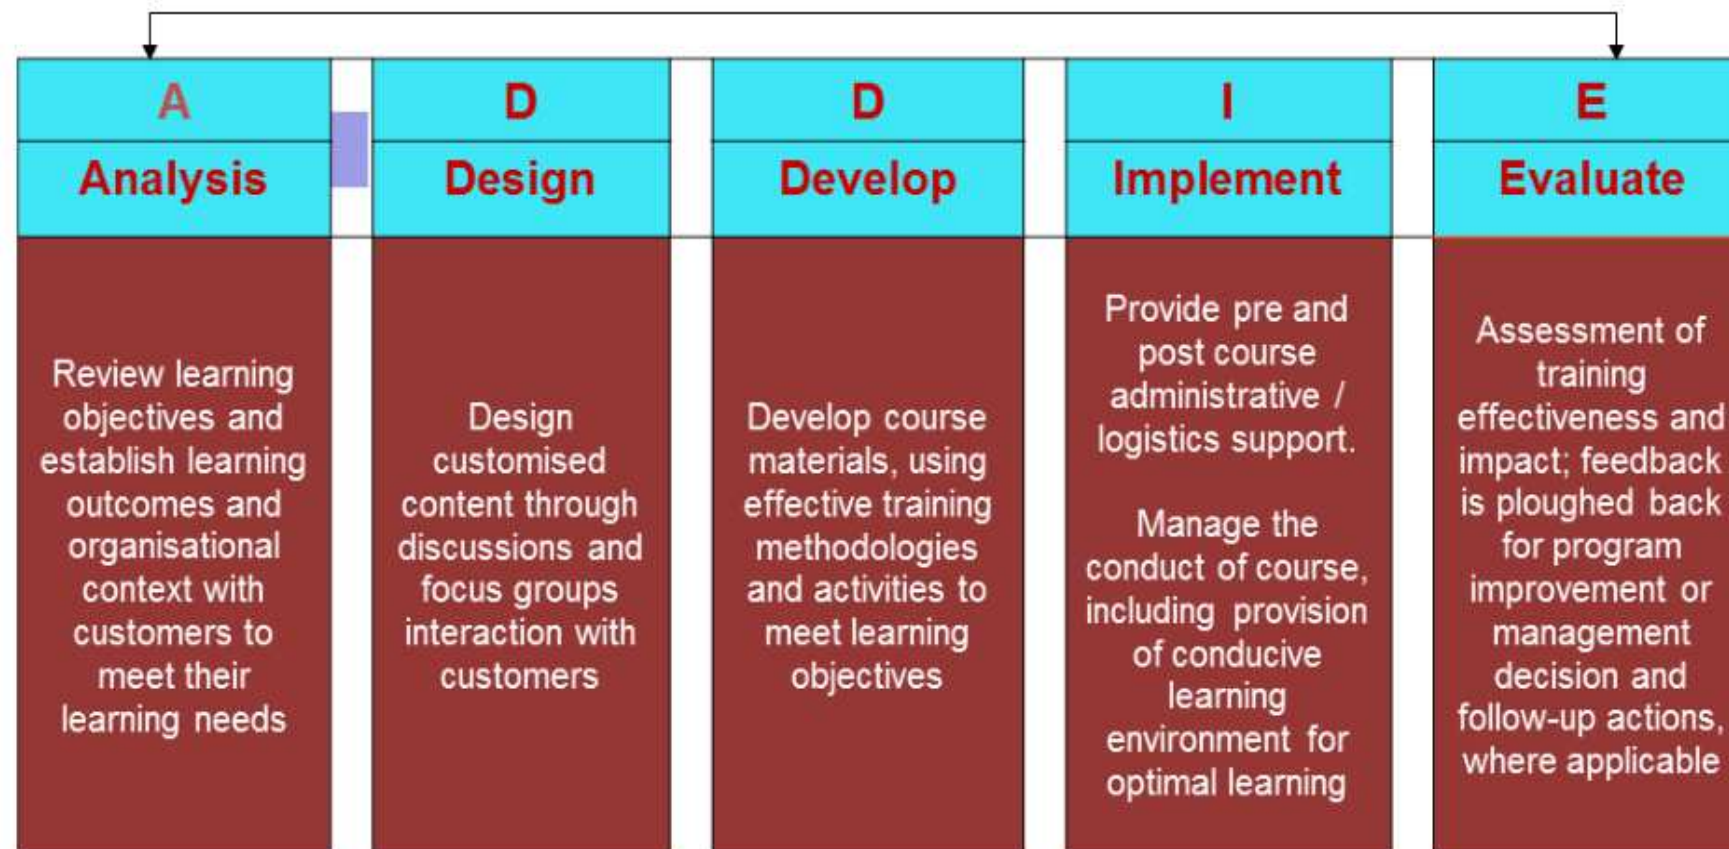 A
Analysis
Review learning
objectives and
establish learning
outcomes and
organisational
context with
customers to
meet their
learning needs
D
Design
Design
customised
content through
discussions and
focus groups
interaction with
customers
D
Develop
Develop course
materials, using
effective training
methodologies
and activities to
meet learning
objectives
I
Implement
Provide pre and
post course
administrative /
logistics support.
Manage the
conduct of course,
including provision
of conducive
learning
environment for
optimal learning
E
Evaluate
Assessment of
training
effectiveness and
impact; feedback
is ploughed back
for program
improvement or
management
decision and
follow-up actions,
where applicable